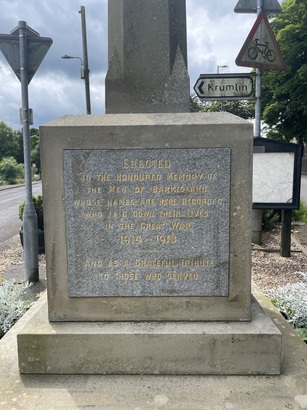 Krumlin
ERECTED
TO THE HONOURED MEMORY OF
THE MEN OF BARKISLAND,
WHOSE NAMES ARE HERE RECORDED
WHO LAID DOWN THEIR LIVES
IN THE GREAT WAR
1914 – 1918
AND AS A GRATEFUL TRIBUTE
TO THOSE WHO SERVED.